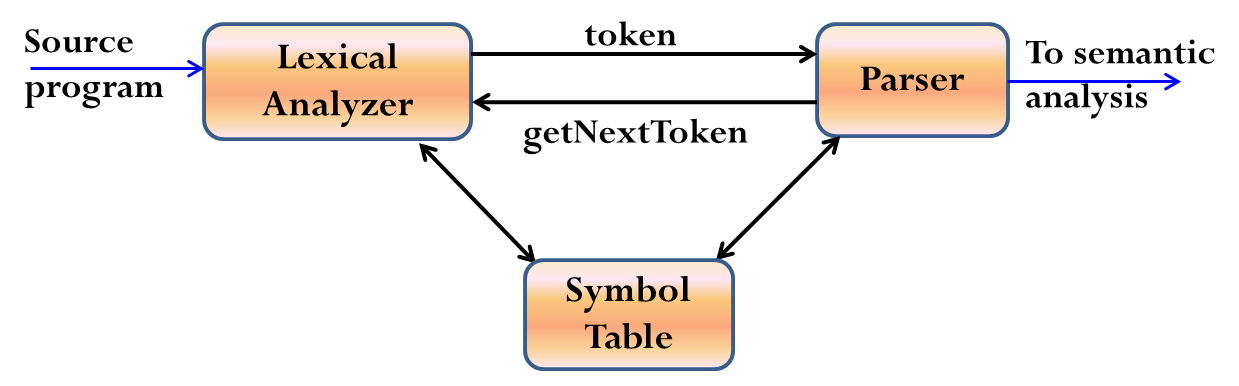 Source
program
Lexical
Analyzer
token
getNextToken
Parser
To semantic
analysis
Symbol
Table